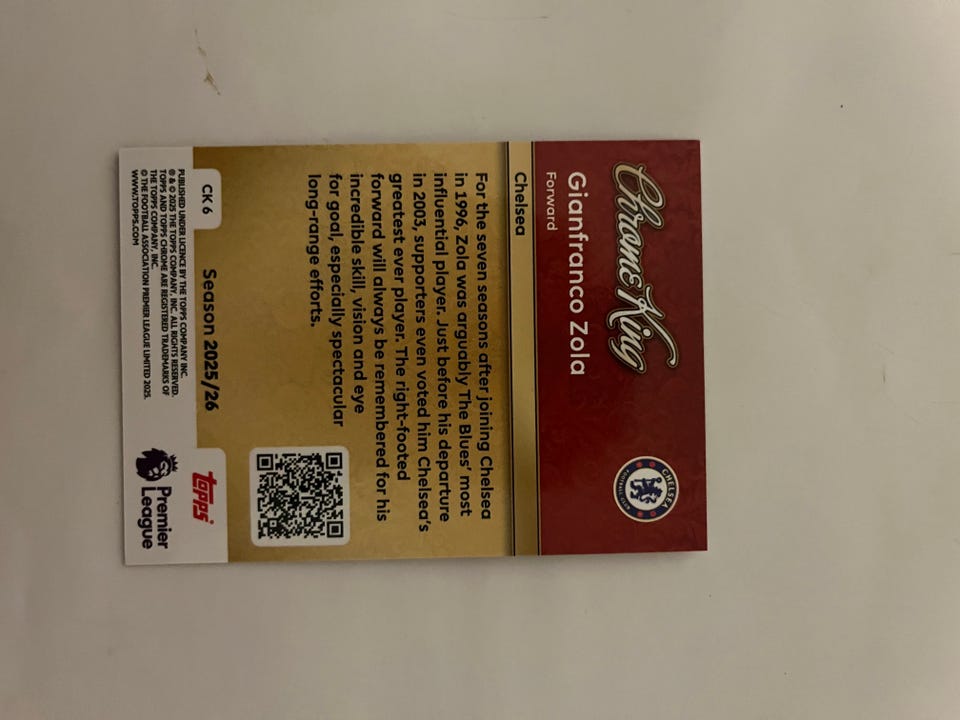 Chrome King
Gianfranco Zola
Forward
CHELSEA
FOOTBALL CLUB
Chelsea
For the seven seasons after joining Chelsea
in 1996, Zola was arguably The Blues' most
influential player. Just before his departure
in 2003, supporters even voted him Chelsea's
greatest ever player. The right-footed
forward will always be remembered for his
incredible skill, vision and eye
for goal, especially spectacular
long-range efforts.
CK 6
Season 2025/26
topps
PUBLISHED UNDER LICENCE BY THE TOPPS COMPANY INC.
® & © 2025 THE TOPPS COMPANY, INC. ALL RIGHTS RESERVED.
TOPPS AND TOPPS CHROME ARE REGISTERED TRADEMARKS OF
THE TOPPS COMPANY, INC.
© THE FOOTBALL ASSOCIATION PREMIER LEAGUE LIMITED 2025.
WWW.TOPPS.COM
Premier
League